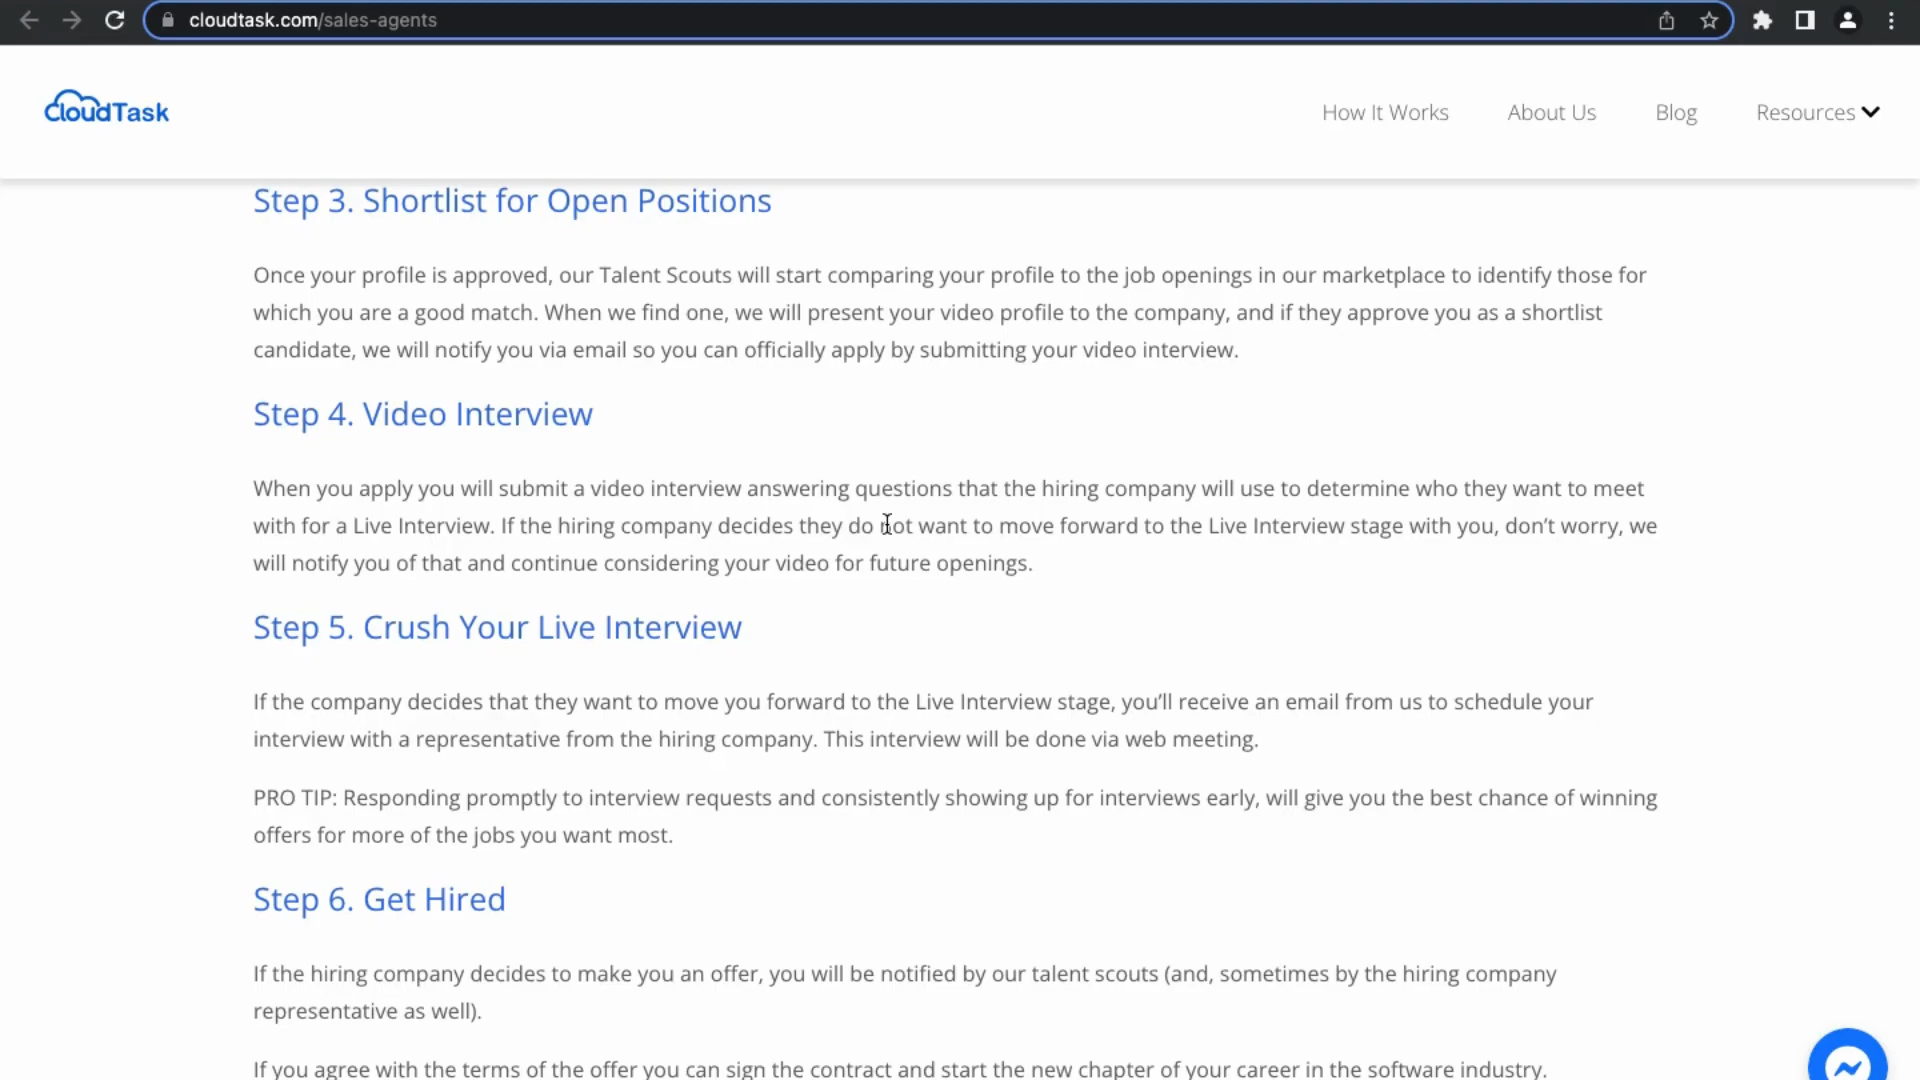 cloudtask.com/sales-agents
CloudTask
How It Works
About Us
Blog
Resources
Step 3. Shortlist for Open Positions
Once your profile is approved, our Talent Scouts will start comparing your profile to the job openings in our marketplace to identify those for
which you are a good match. When we find one, we will present your video profile to the company, and if they approve you as a shortlist
candidate, we will notify you via email so you can officially apply by submitting your video interview.
Step 4. Video Interview
When you apply you will submit a video interview answering questions that the hiring company will use to determine who they want to meet
with for a Live Interview. If the hiring company decides they do not want to move forward to the Live Interview stage with you, don’t worry, we
will notify you of that and continue considering your video for future openings.
Step 5. Crush Your Live Interview
If the company decides that they want to move you forward to the Live Interview stage, you’ll receive an email from us to schedule your
interview with a representative from the hiring company. This interview will be done via web meeting.
PRO TIP: Responding promptly to interview requests and consistently showing up for interviews early, will give you the best chance of winning
offers for more of the jobs you want most.
Step 6. Get Hired
If the hiring company decides to make you an offer, you will be notified by our talent scouts (and, sometimes by the hiring company
representative as well).
If you agree with the terms of the offer you can sign the contract and start the new chapter of your career in the software industry.